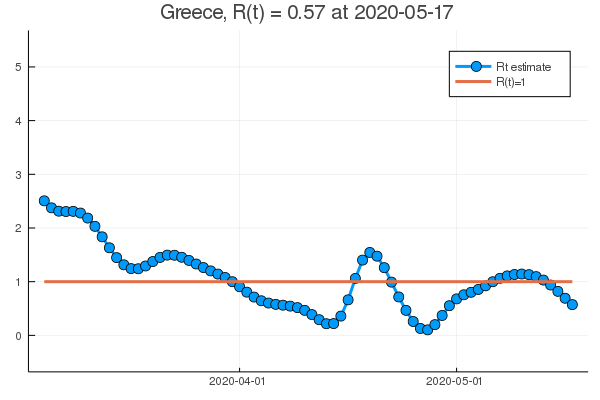 Greece, R(t) = 0.57 at 2020-05-17
5
4
3
2
1
0
Rt estimate
R(t)=1
2020-04-01
2020-05-01